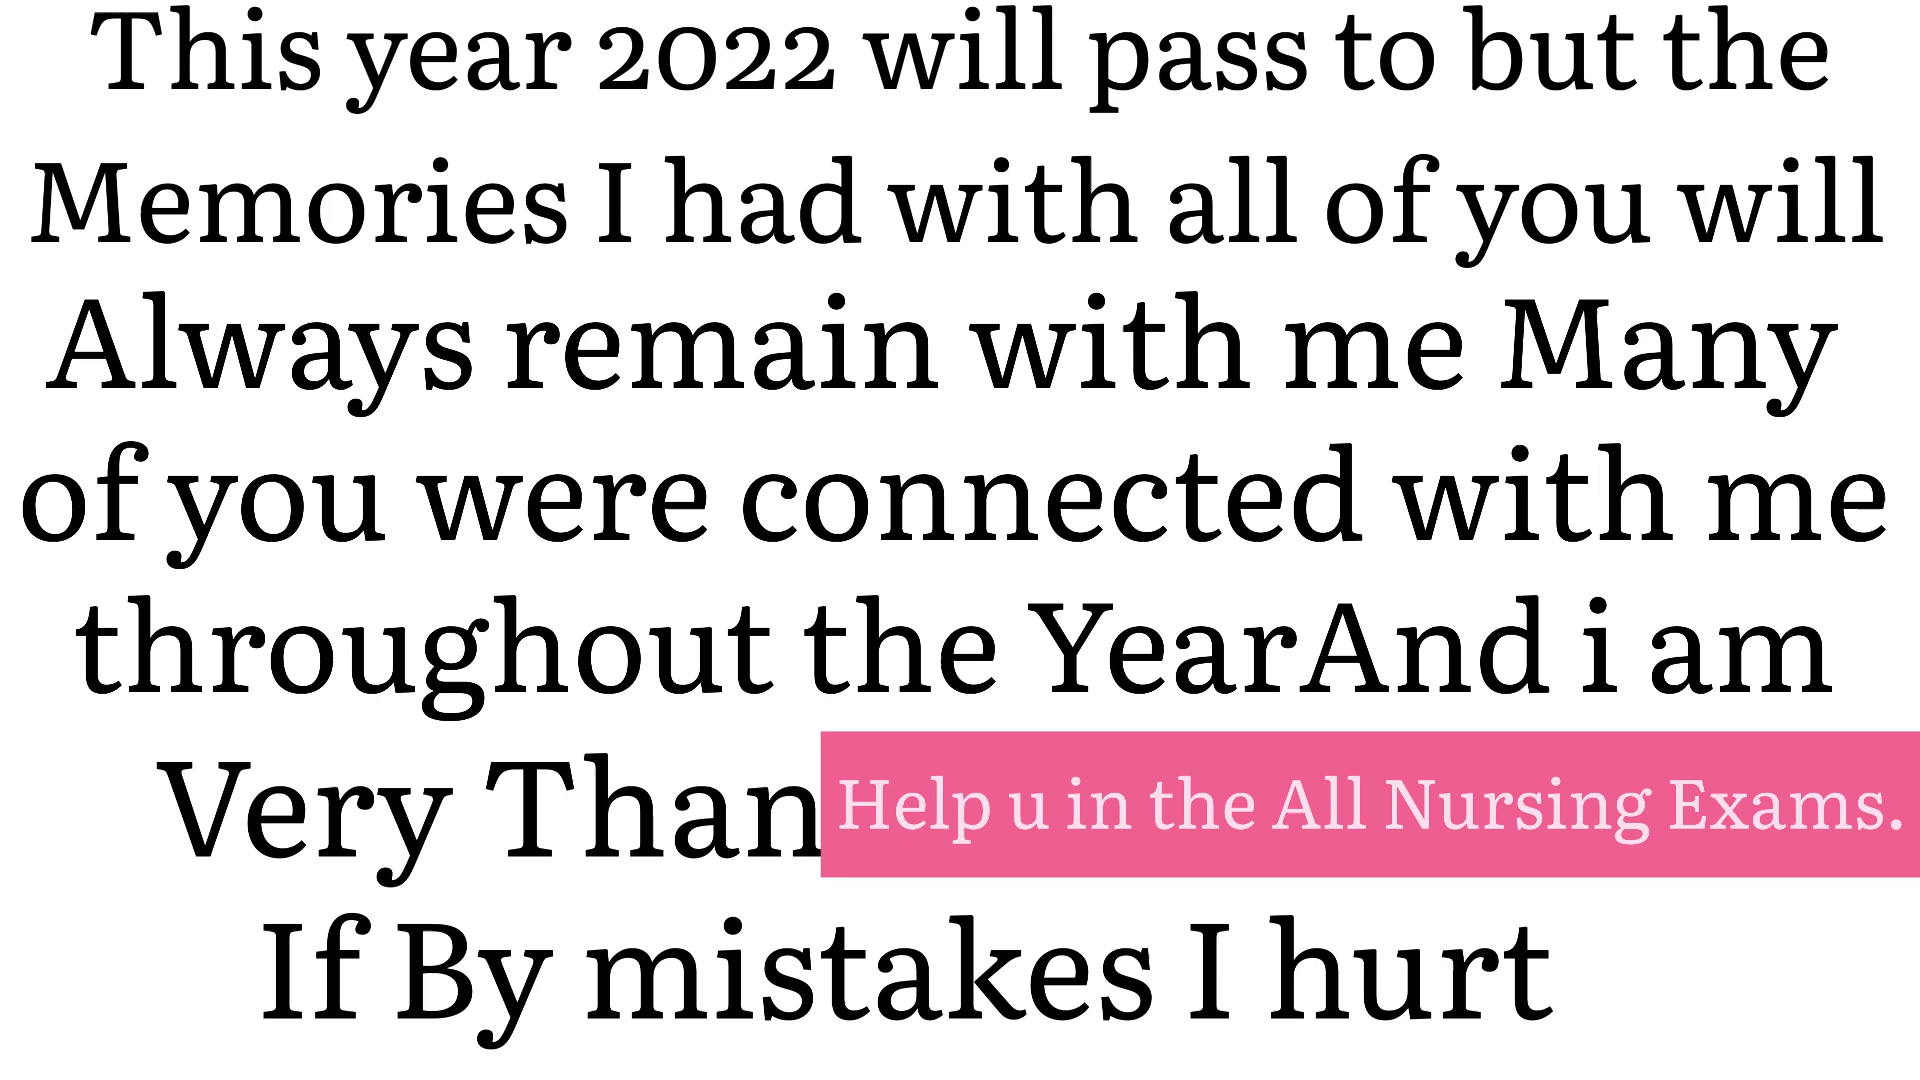 This year 2022 will pass to but the
Memories I had with all of you will
Always remain with me Many
of you were connected with me
throughout the YearAnd i am
Very Than
Help u in the All Nursing Exams.
If By mistakes I hurt